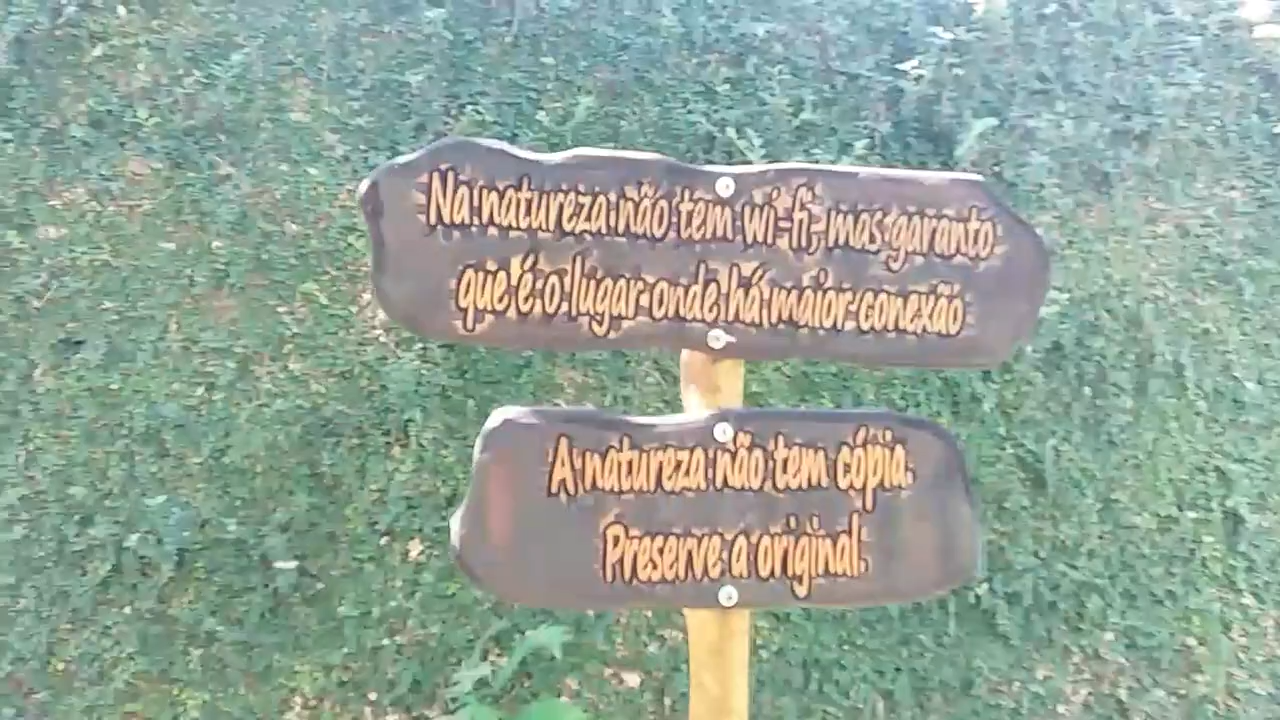 Na natureza não tem wi-fi, mas garanto
que é o lugar onde há maior conexão
A natureza não tem cópia.
Preserve a original.